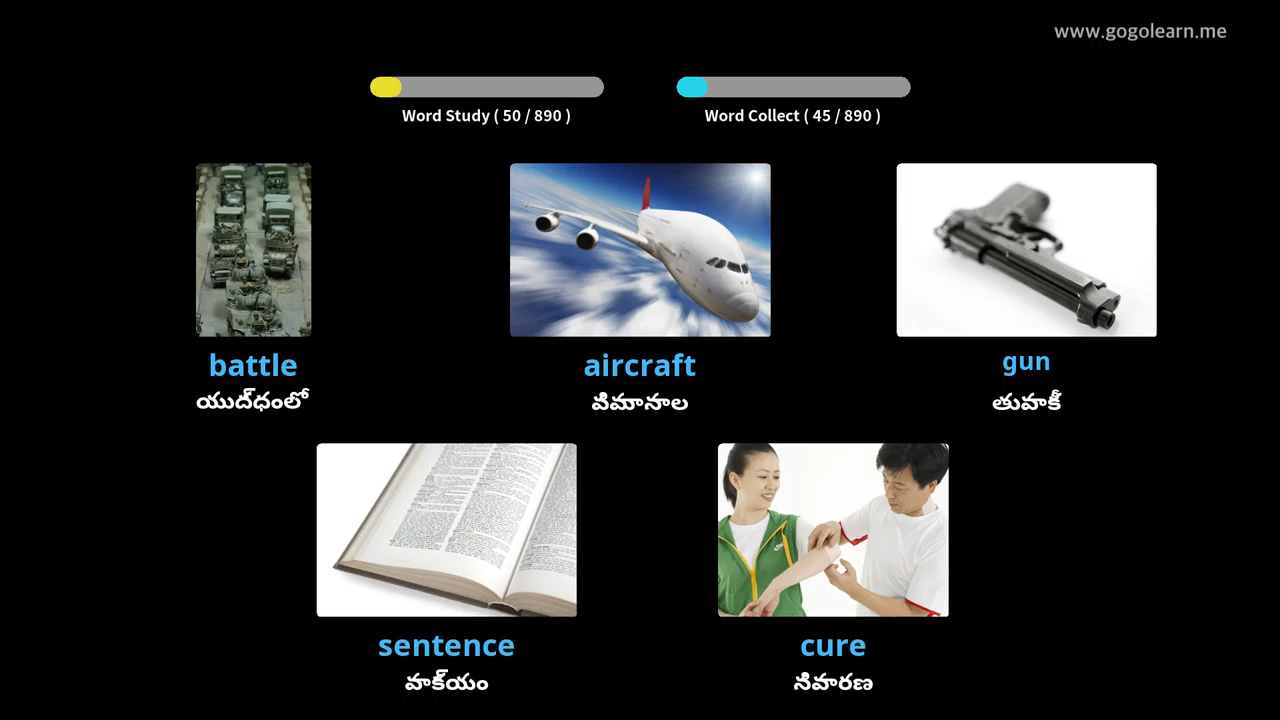 www.gogolearn.me
Word Study ( 50 / 890 )
Word Collect ( 45 / 890 )
battle
యుద్ధంలో
aircraft
విమానాల
gun
తువాకీ
sentence
వాక్యం
cure
నివారణ